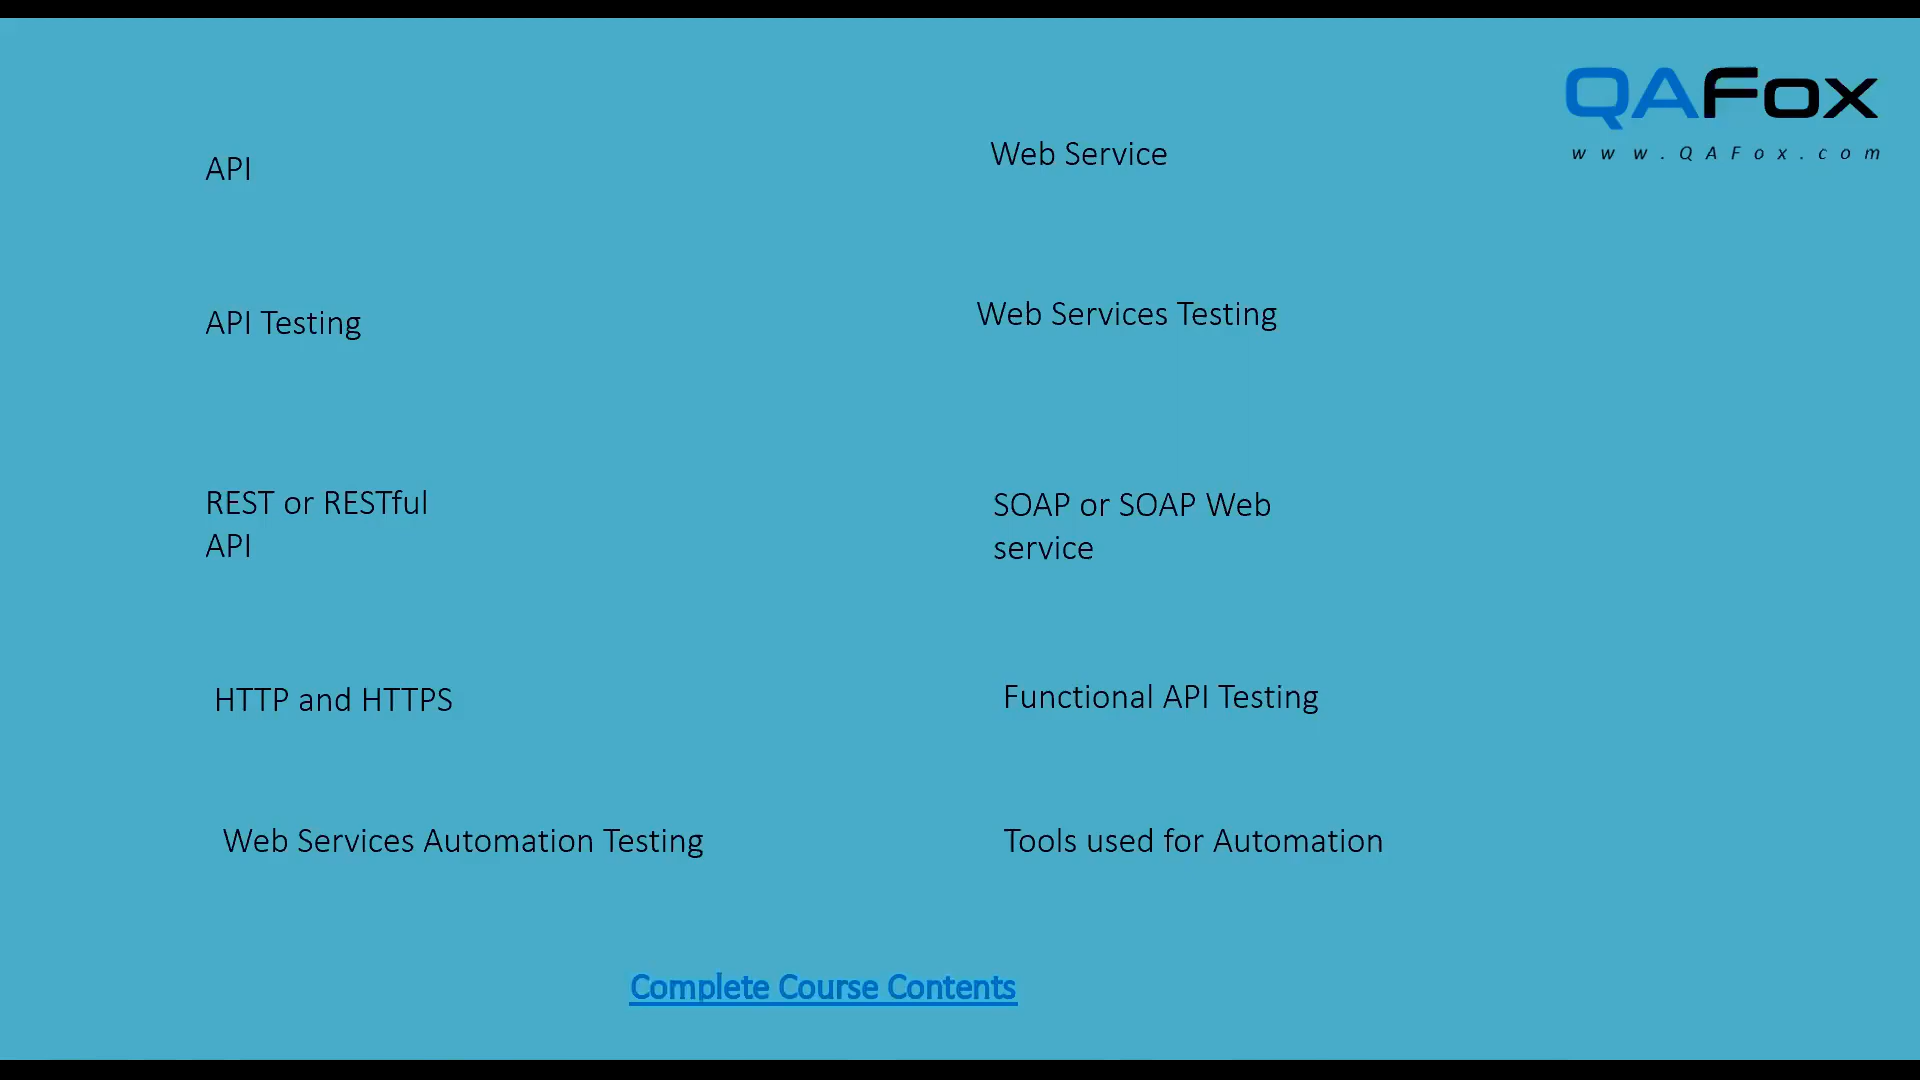 QAFox
www.QAFox.com
API
Web Service
API Testing
Web Services Testing
REST or RESTful
API
SOAP or SOAP Web
service
HTTP and HTTPS
Functional API Testing
Web Services Automation Testing
Tools used for Automation
Complete Course Contents